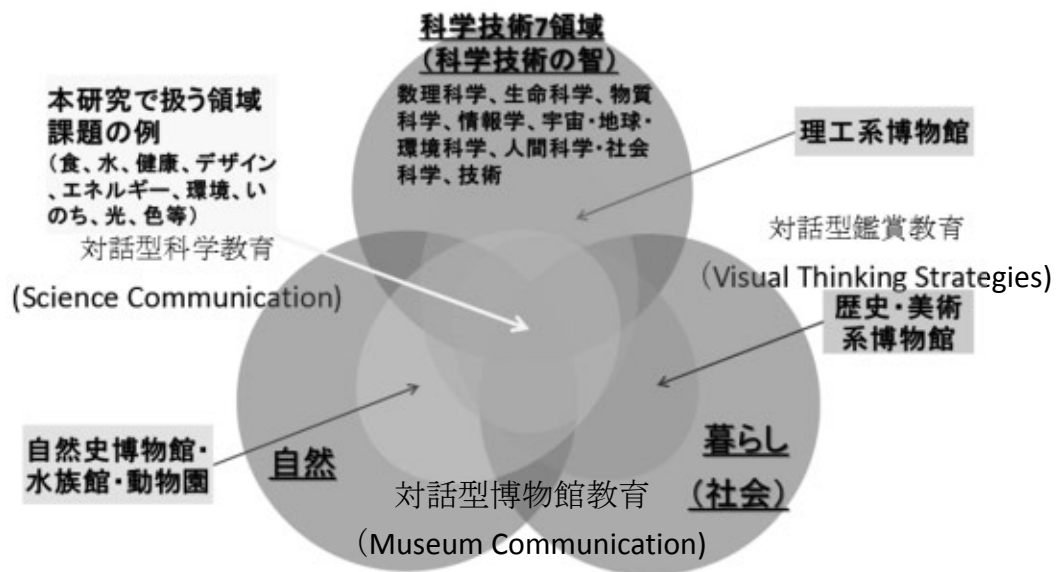 科学技術7領域
(科学技術の智)
数理科学、生命科学、物質
科学、情報学、宇宙・地球・
環境科学、人間科学・社会
科学、技術
本研究で扱う領域
課題の例
(食、水、健康、デザイン
、エネルギー、環境、い
のち、光、色等)
理工系博物館
対話型科学教育
(Science Communication)
対話型鑑賞教育
(Visual Thinking Strategies)
歴史・美術
系博物館
自然史博物館・
水族館・動物園
自然
暮らし
(社会)
対話型博物館教育
(Museum Communication)